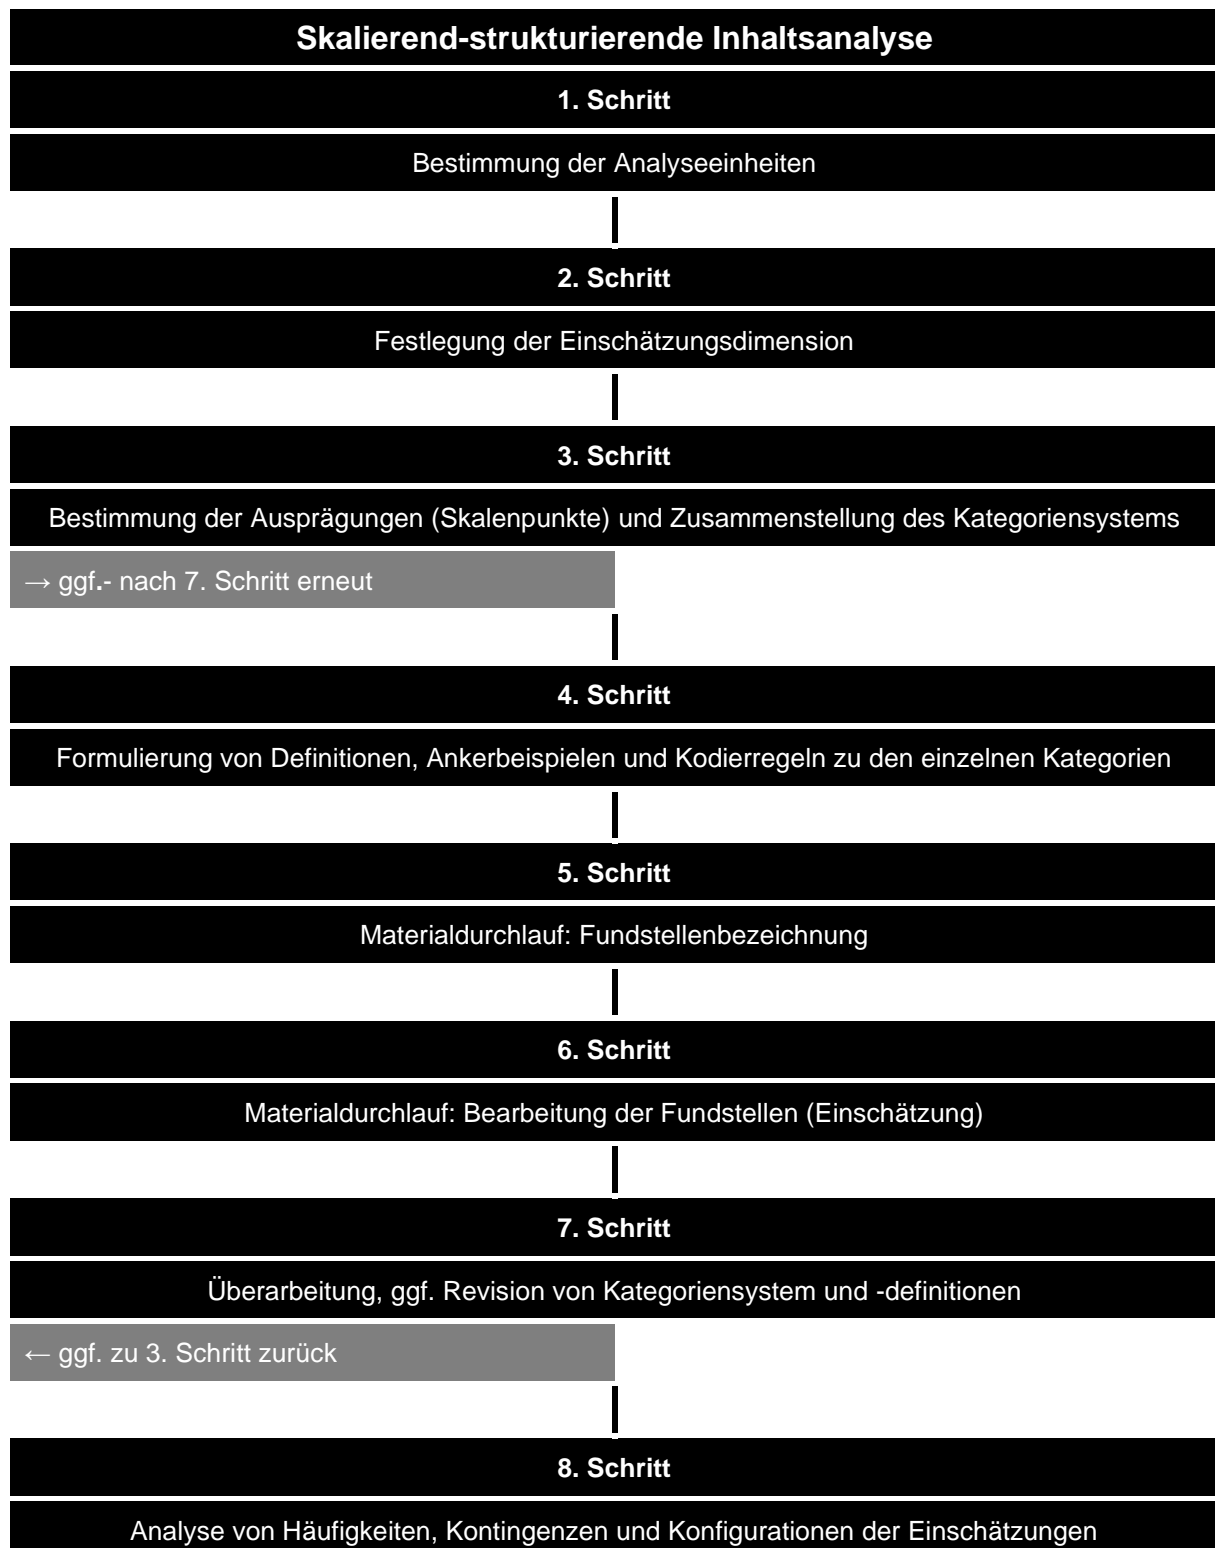 Skalierend-strukturierende Inhaltsanalyse
1. Schritt
Bestimmung der Analyseeinheiten
2. Schritt
Festlegung der Einschätzungsdimension
3. Schritt
Bestimmung der Ausprägungen (Skalenpunkte) und Zusammenstellung des Kategoriensystems
→ ggf.- nach 7. Schritt erneut
4. Schritt
Formulierung von Definitionen, Ankerbeispielen und Kodierregeln zu den einzelnen Kategorien
5. Schritt
Materialdurchlauf: Fundstellenbezeichnung
6. Schritt
Materialdurchlauf: Bearbeitung der Fundstellen (Einschätzung)
7. Schritt
Überarbeitung, ggf. Revision von Kategoriensystem und -definitionen
← ggf. zu 3. Schritt zurück
8. Schritt
Analyse von Häufigkeiten, Kontingenzen und Konfigurationen der Einschätzungen